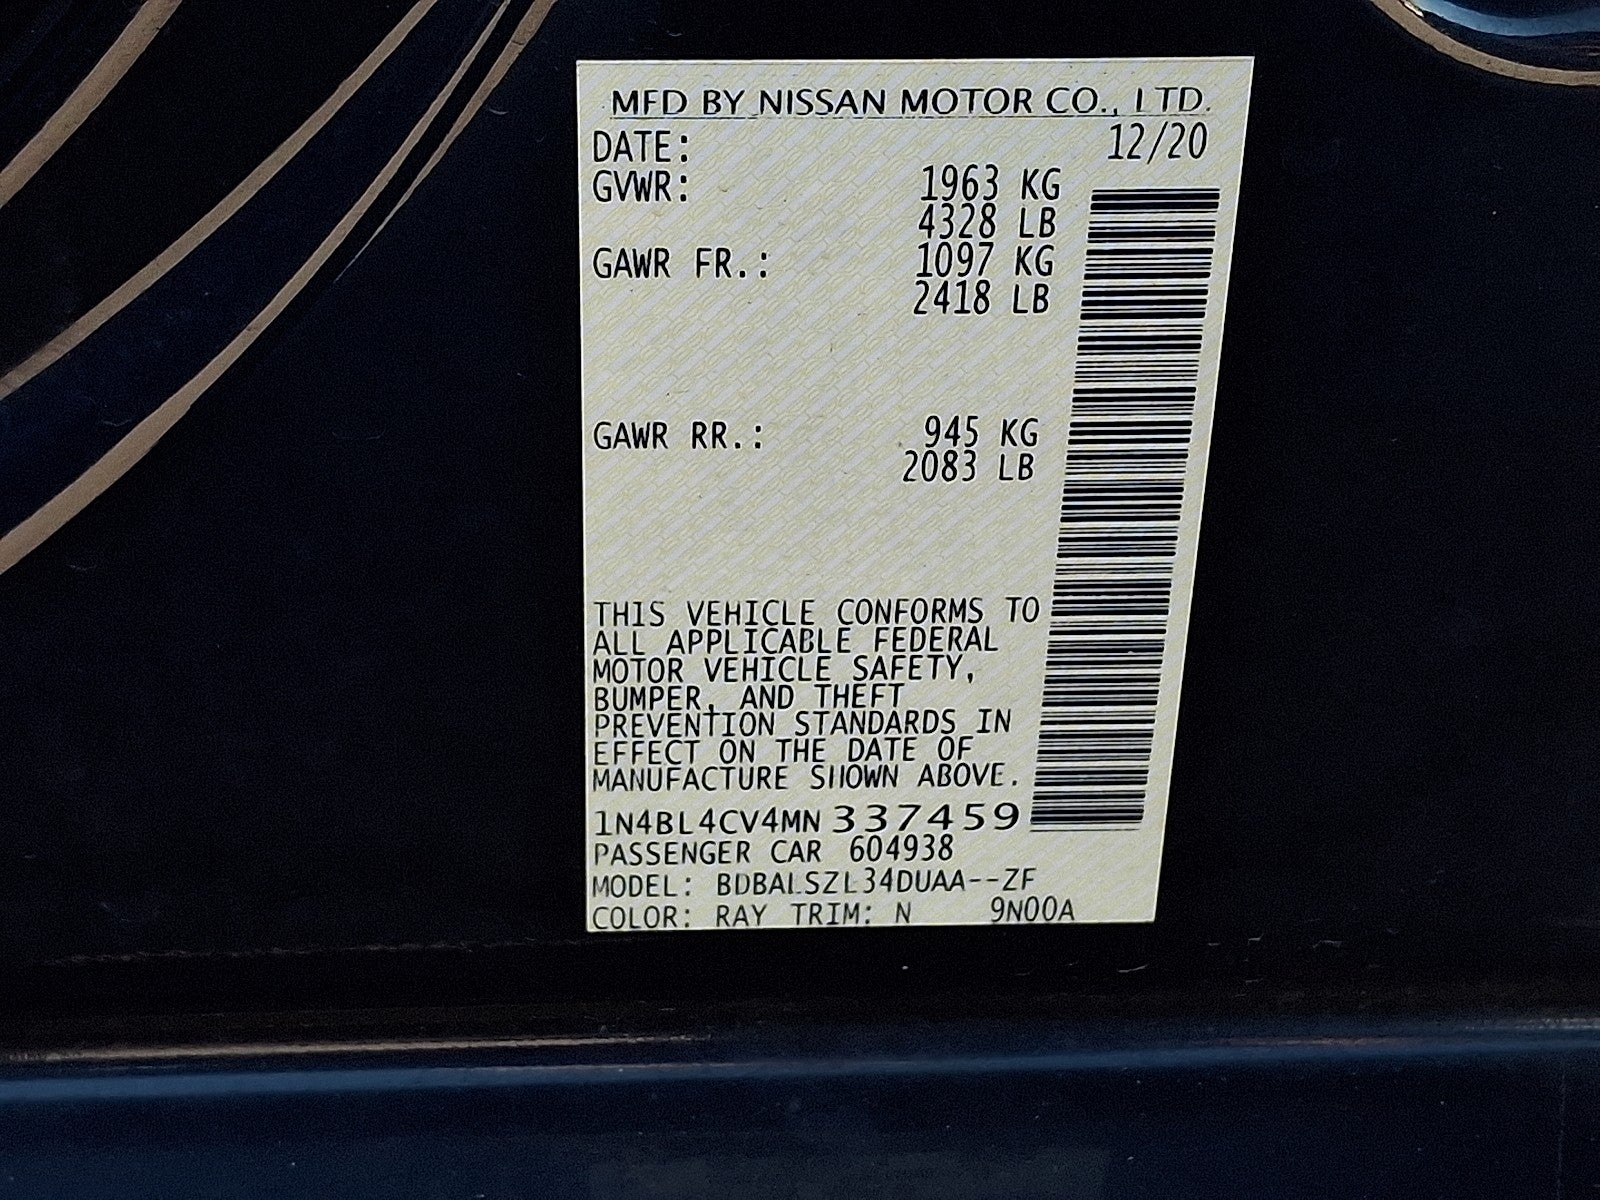 MFD BY NISSAN MOTOR CO., LTD.
DATE: 12/20
GVWR: 1963 KG
4328 LB
GAWR FR.: 1097 KG
2418 LB
GAWR RR.: 945 KG
2083 LB
THIS VEHICLE CONFORMS TO
ALL APPLICABLE FEDERAL
MOTOR VEHICLE SAFETY,
BUMPER, AND THEFT
PREVENTION STANDARDS IN
EFFECT ON THE DATE OF
MANUFACTURE SHOWN ABOVE.
1N4BL4CV4MN337459
PASSENGER CAR 604938
MODEL: BDBALSZL34DUAA--ZF
COLOR: RAY TRIM: N 9N00A